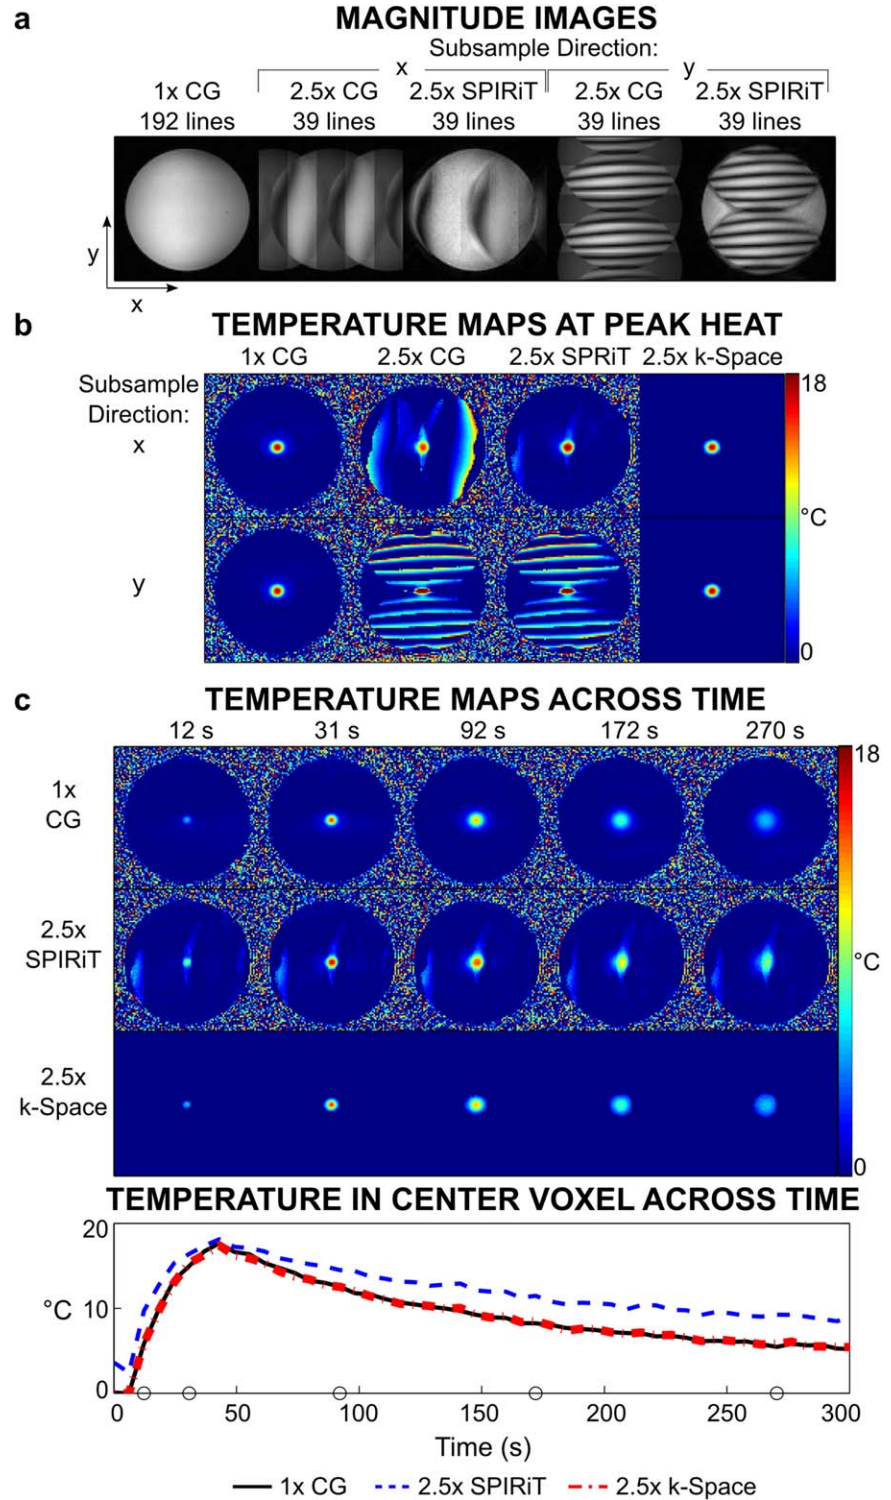 a
MAGNITUDE IMAGES
Subsample Direction:
x y
1x CG 2.5x CG 2.5x SPIRiT 2.5x CG 2.5x SPIRiT
192 lines 39 lines 39 lines 39 lines 39 lines
y
x
b
TEMPERATURE MAPS AT PEAK HEAT
1x CG 2.5x CG 2.5x SPRiT 2.5x k-Space
Subsample
Direction:
x
y
18
°C
0
c
TEMPERATURE MAPS ACROSS TIME
12 s 31 s 92 s 172 s 270 s
1x
CG
2.5x
SPIRiT
2.5x
k-Space
18
°C
0
TEMPERATURE IN CENTER VOXEL ACROSS TIME
20
°C
10
0
0 50 100 150 200 250 300
Time (s)
1x CG 2.5x SPIRiT 2.5x k-Space